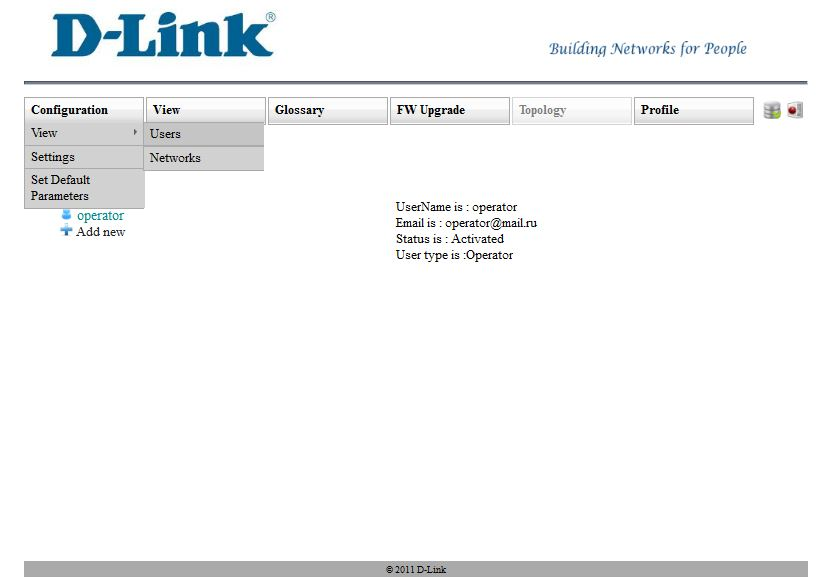 D-Link®
Building Networks for People
Configuration View Glossary FW Upgrade Topology Profile
View Users
Settings Networks
Set Default
Parameters
operator
Add new
UserName is : operator
Email is : operator@mail.ru
Status is : Activated
User type is :Operator
© 2011 D-Link